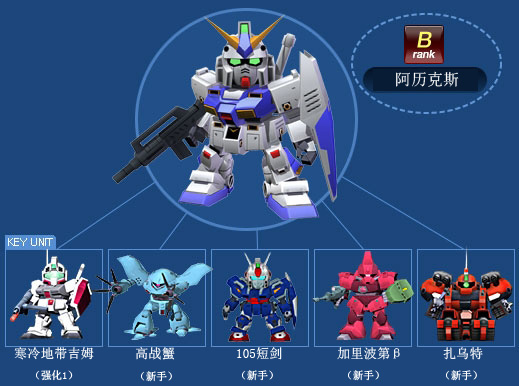 B
rank
阿历克斯
KEY UNIT
寒冷地带吉姆 高战蟹 105短剑 加里波第β 扎乌特
（强化1） （新手） （新手） （新手） （新手）